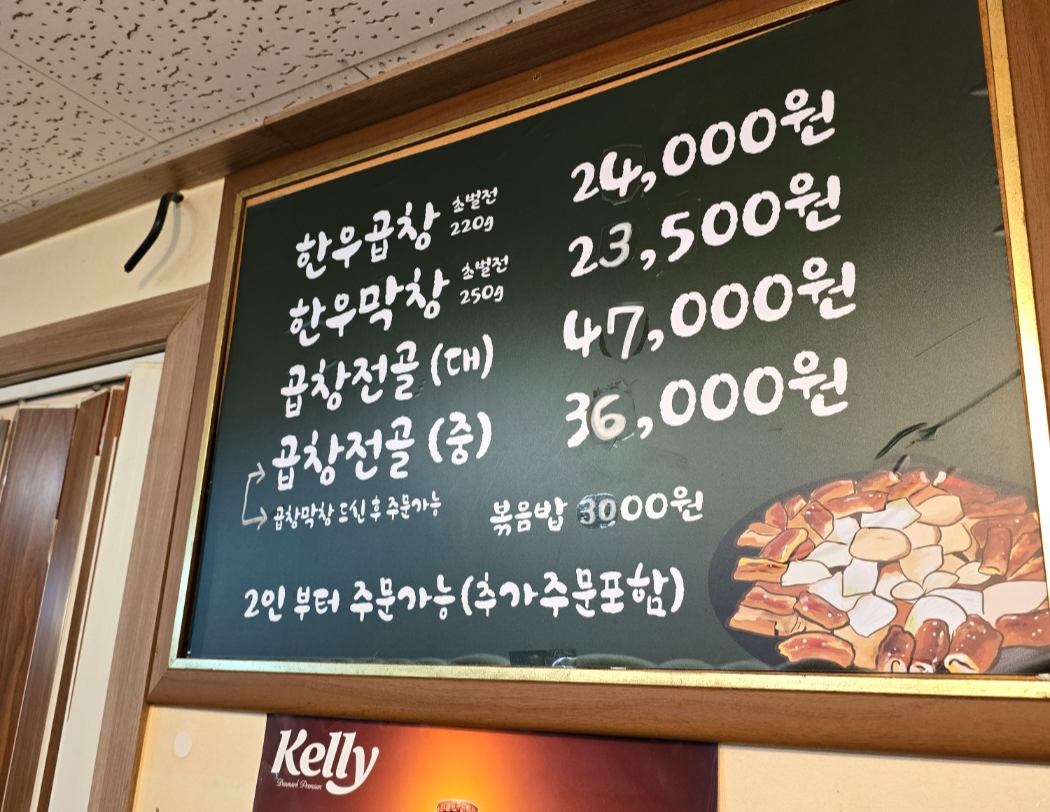 한우곱창 초벌전 220g 24,000원
한우막창 초벌전 250g 23,500원
곱창전골 (대) 47,000원
곱창전골 (중) 36,000원
곱창막창 드신 후 주문가능 볶음밥 3000원
2인 부터 주문가능(추가주문포함)
Kelly
Denmark Premium